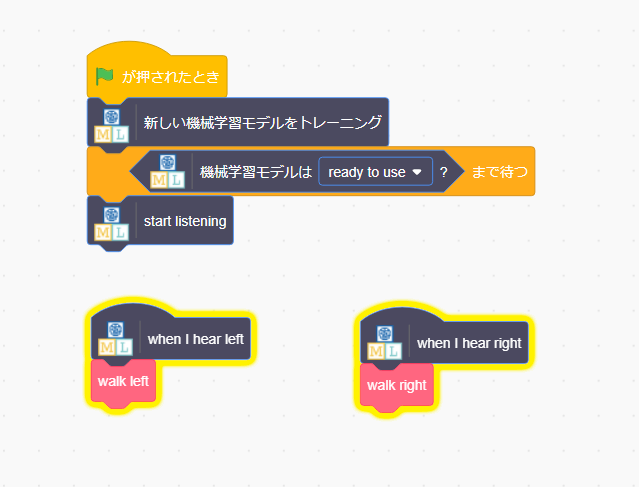 が押されたとき
ML 新しい機械学習モデルをトレーニング
ML 機械学習モデルは ready to use ? まで待つ
ML start listening
ML when I hear left
walk left
ML when I hear right
walk right